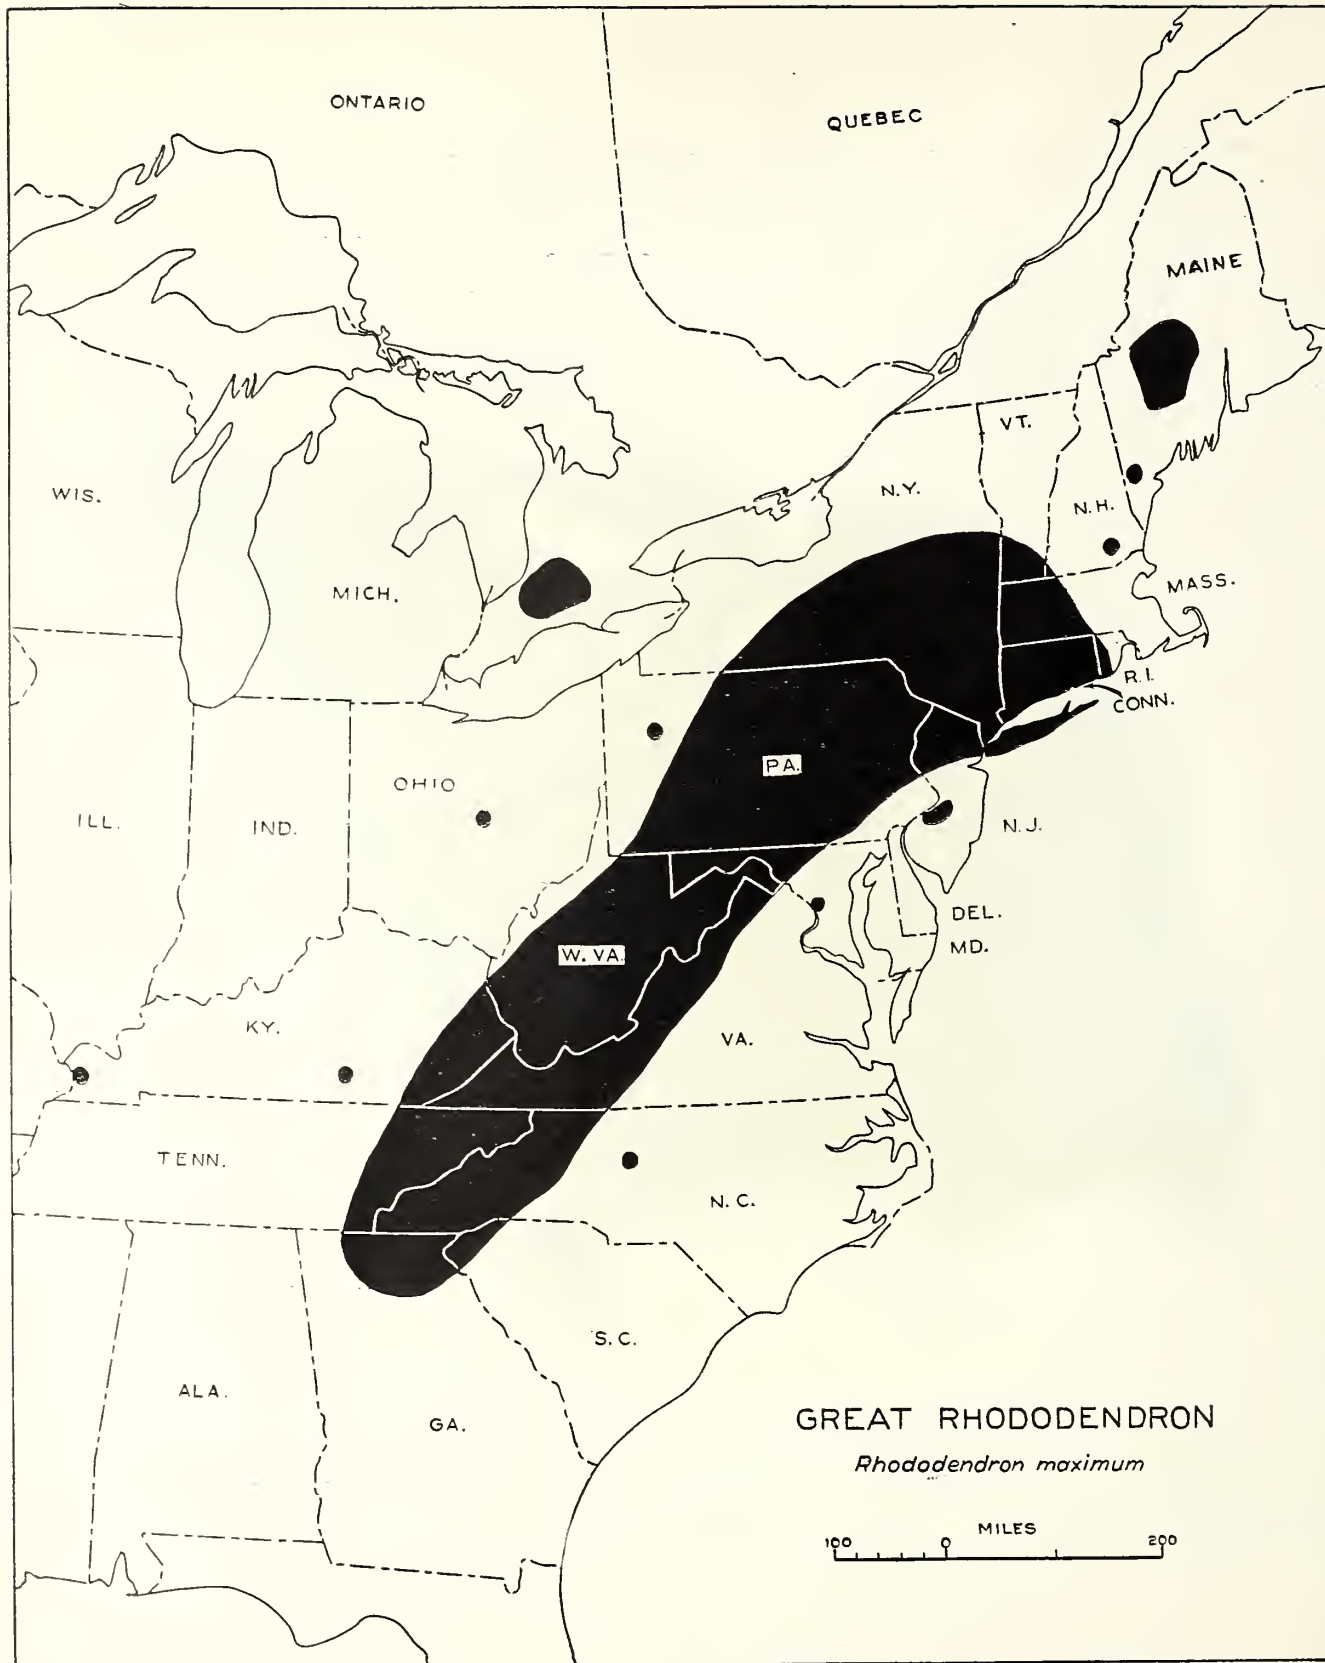 ONTARIO
QUEBEC
MAINE
VT.
WIS.
N.Y.
N.H.
MICH.
MASS.
R.I.
CONN.
PA.
OHIO
ILL.
IND.
N.J.
DEL.
W. VA.
MD.
KY.
VA.
TENN.
N.C.
S.C.
ALA.
GA.
GREAT RHODODENDRON
Rhododendron maximum
MILES
100 0 200